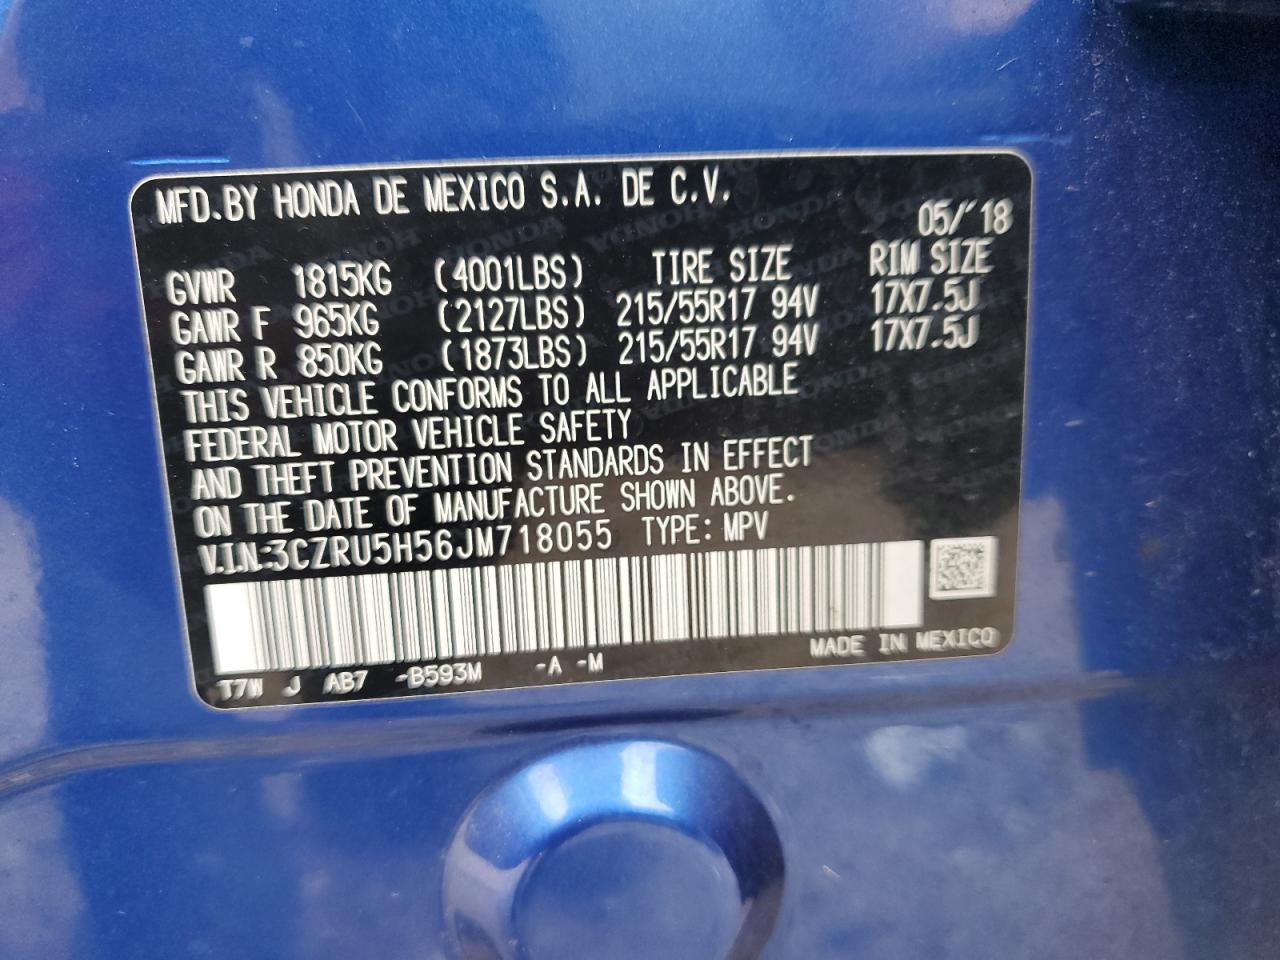 MFD.BY HONDA DE MEXICO S.A. DE C.V.
05/'18
GVWR 1815KG (4001LBS) TIRE SIZE RIM SIZE
GAWR F 965KG (2127LBS) 215/55R17 94V 17X7.5J
GAWR R 850KG (1873LBS) 215/55R17 94V 17X7.5J
THIS VEHICLE CONFORMS TO ALL APPLICABLE
FEDERAL MOTOR VEHICLE SAFETY
AND THEFT PREVENTION STANDARDS IN EFFECT
ON THE DATE OF MANUFACTURE SHOWN ABOVE.
V.I.N:3CZRU5H56JM718055 TYPE: MPV
MADE IN MEXICO
T7W J AB7 -B593M -A -M